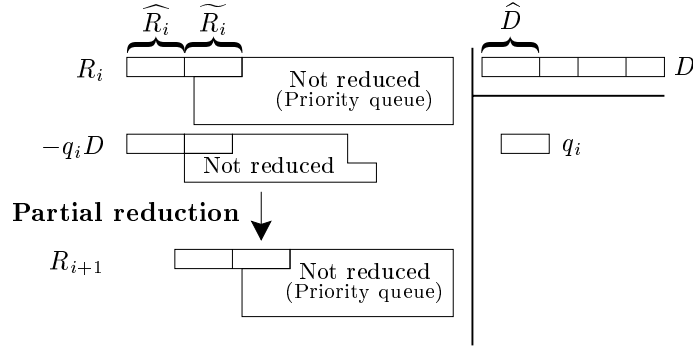 $\widehat{R_i}$ $\widetilde{R_i}$ $\widehat{D}$
$R_i$ Not reduced $D$
(Priority queue)
$-q_iD$ $q_i$
Not reduced
Partial reduction
$R_{i+1}$ Not reduced
(Priority queue)